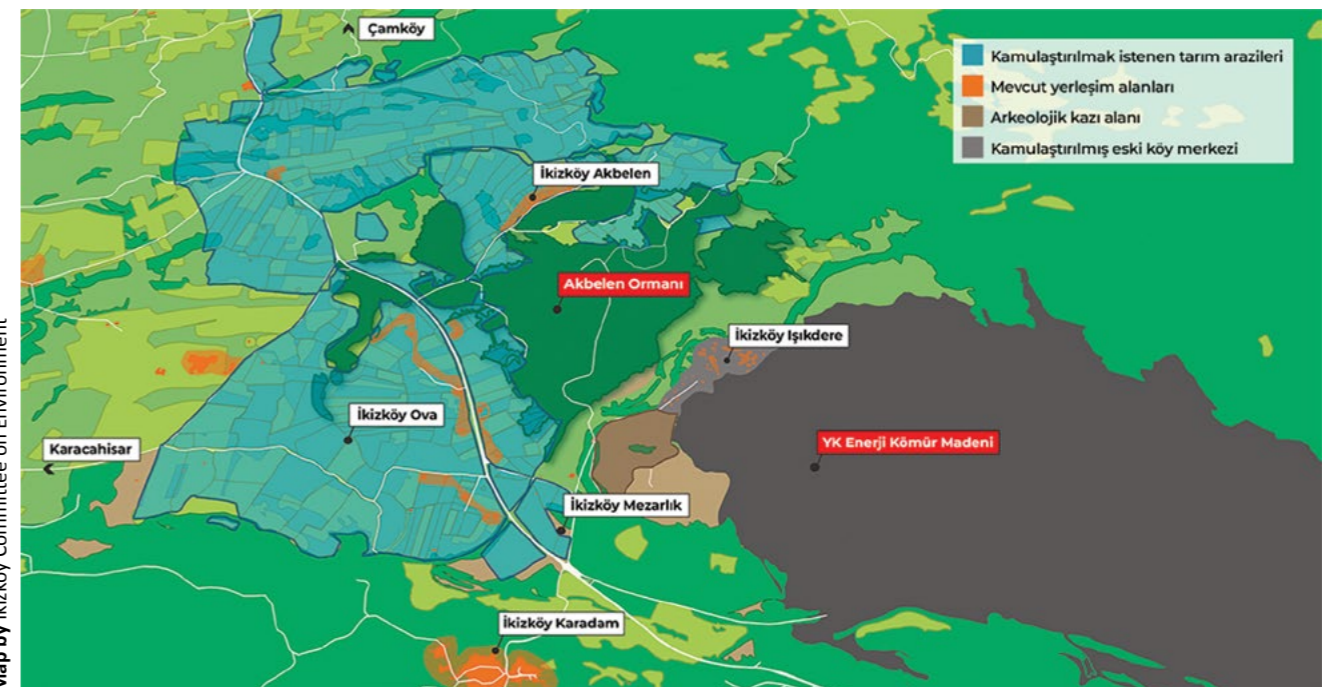 Çamköy
Kamulaştırılmak istenen tarım arazileri
Mevcut yerleşim alanları
Arkeolojik kazı alanı
Kamulaştırılmış eski köy merkezi
İkizköy Akbelen
Akbelen Ormanı
İkizköy Işıkdere
İkizköy Ova
Karacahisar
YK Enerji Kömür Madeni
İkizköy Mezarlık
İkizköy Karadam
Map by İkizköy Committee on Environment